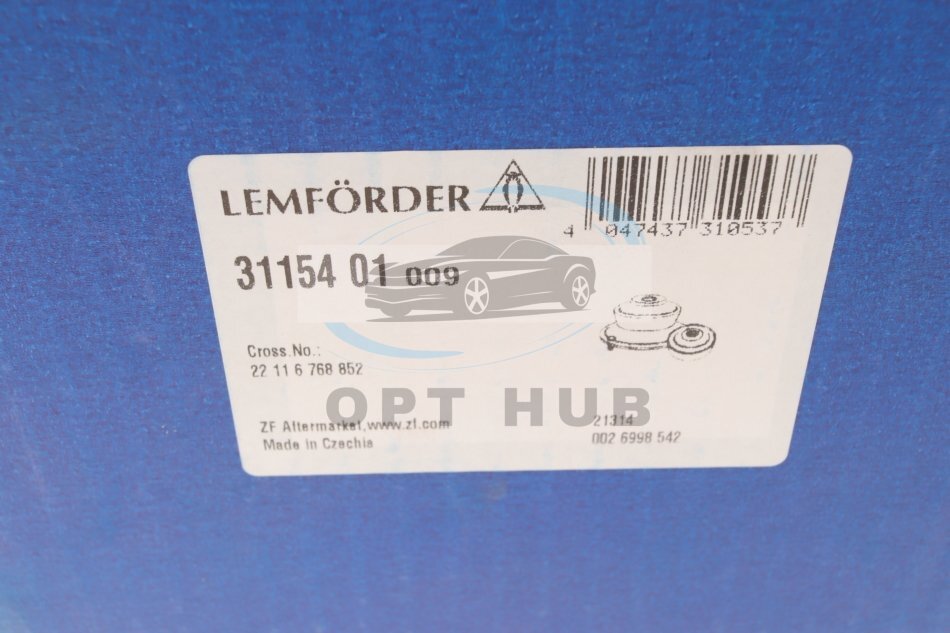 LEMFÖRDER
4 047437 310537
31154 01 009
Cross.No.:
22 11 6 768 852
OPT HUB
ZF Aftermarket,www.zf.com
21314
Made in Czechia
002 6998 542